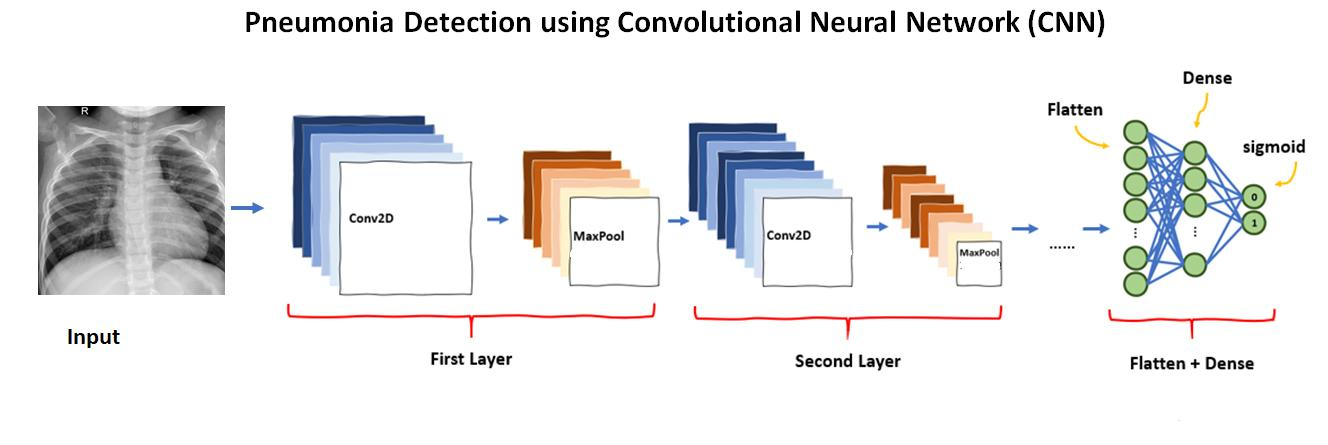 Pneumonia Detection using Convolutional Neural Network (CNN)
R
Input
Conv2D
MaxPool
First Layer
Conv2D
MaxPool
Second Layer
......
Flatten
Dense
sigmoid
0
1
Flatten + Dense